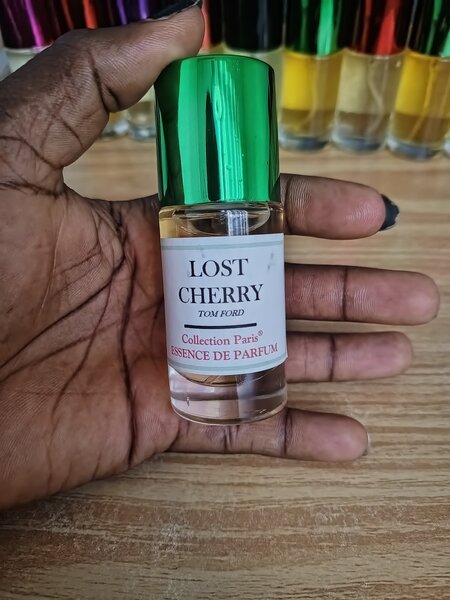 LOST
CHERRY
TOM FORD
Collection Paris®
ESSENCE DE PARFUM